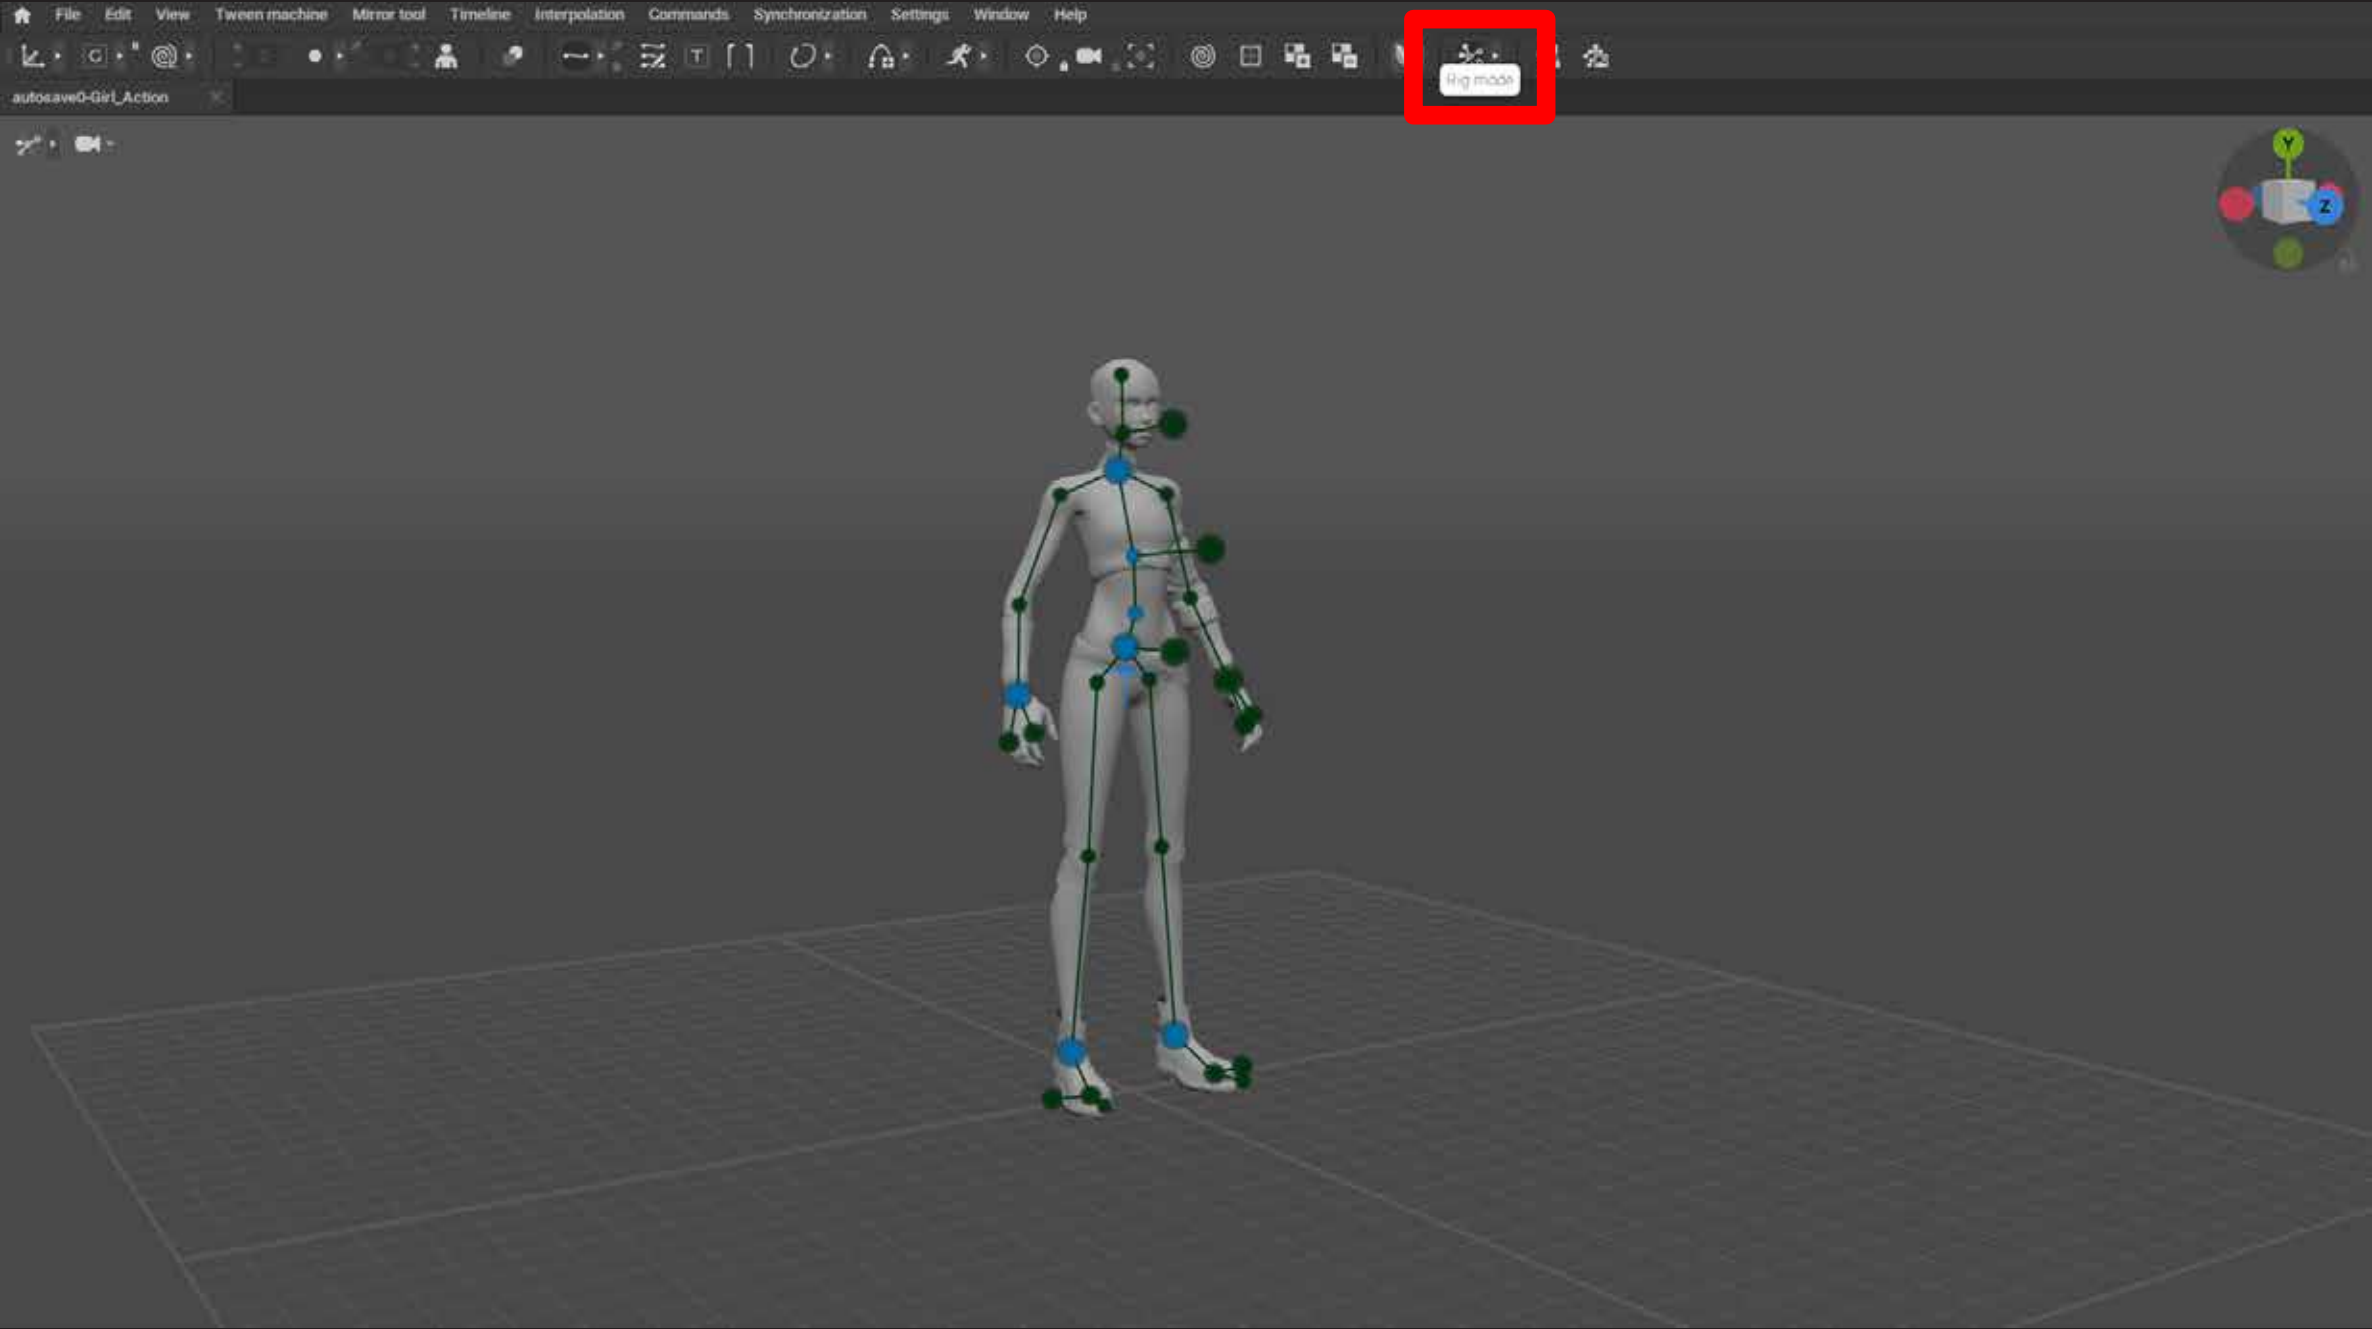 File Edit View Tween machine Mirror tool Timeline Interpolation Commands Synchronization Settings Window Help
T
Rig mode
autosave0-Girl_Action
Y
Z